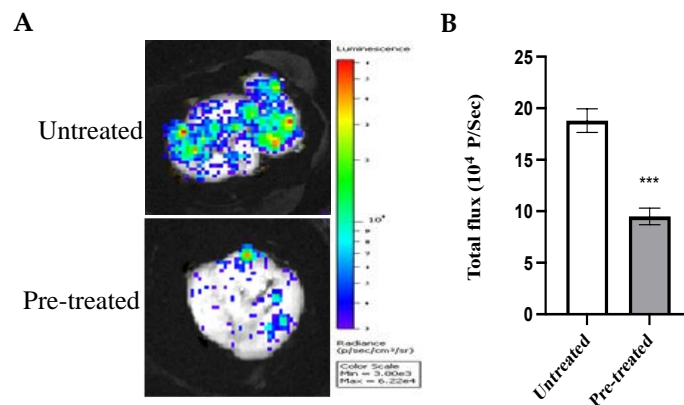 A
Untreated
Pre-treated
Luminescence
10⁴
Radiance
(p/sec/cm²/sr)
Color Scale
Min = 3.80e3
Max = 6.22e4
B
Total flux (10⁴ P/Sec)
25
20
15
10
5
0
***
Untreated
Pre-treated